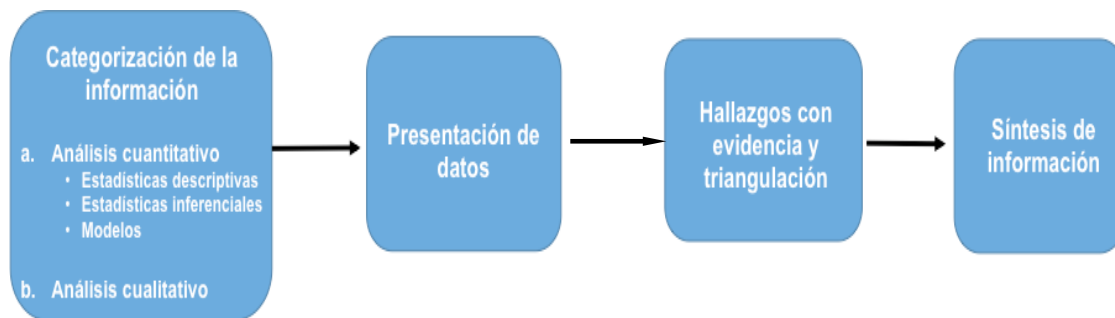 Categorización de la
información
a. Análisis cuantitativo
• Estadísticas descriptivas
• Estadísticas inferenciales
• Modelos
b. Análisis cualitativo
Presentación de
datos
Hallazgos con
evidencia y
triangulación
Síntesis de
información